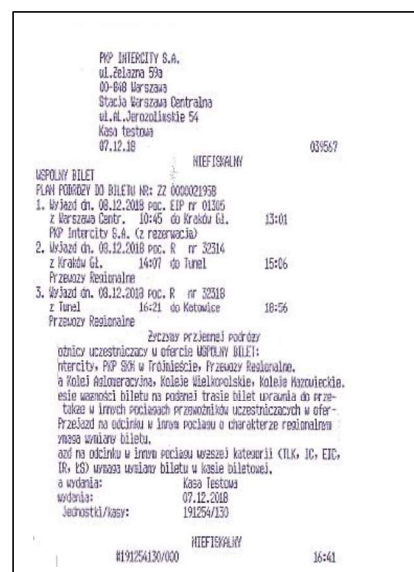 PKP INTERCITY S.A.
ul.Żelazna 59a
00-848 Warszawa
Stacja Warszawa Centralna
ul.Al.Jerozolimskie 54
Kasa testowa
07.12.18 039567
NIEFISKALNY
WSPÓLNY BILET
PLAN PODRÓŻY DO BILETU NR: ZZ 0000021958
1. Wyjazd dn. 08.12.2018 poc. EIP nr 01305
z Warszawa Centr. 10:45 do Kraków Gł. 13:01
PKP Intercity S.A. (z rezerwacją)
2. Wyjazd dn. 08.12.2018 poc. R nr 32314
z Kraków Gł. 14:07 do Tunel 15:06
Przewozy Regionalne
3. Wyjazd dn. 08.12.2018 poc. R nr 32318
z Tunel 16:21 do Katowice 18:56
Przewozy Regionalne
Życzymy przjemnej podróży
oźnicy uczestniczący w ofercie WSPÓLNY BILET:
ntercity, PKP SKM w Trójmieście, Przewozy Regionalne,
a Kolej Aglomeracyjna, Koleje Wielkopolskie, Koleje Mazowieckie.
esie ważności biletu na podanej trasie bilet uprawnia do prze-
także w innych pociągach przewoźników uczestniczących w ofer-
Przejazd na odcinku w innym pociągu o charakterze regionalnym
ymaga wymiany biletu.
azd na odcinku w innym pociągu wyższej kategorii (TLK, IC, EIC,
IR, ŁS) wymaga wymiany biletu w kasie biletowej.
a wydania: Kasa Testowa
wydania: 07.12.2018
Jednostki/kasy: 191254/130
NIEFISKALNY
#191254130/000 16:41